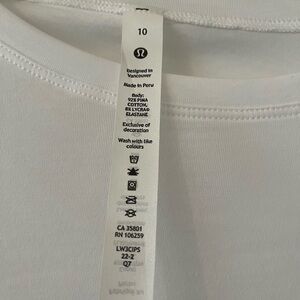 10
Designed in
Vancouver
Made in Peru
Body:
92% PIMA
COTTON,
8% LYCRA®
ELASTANE
Exclusive of
decoration
Wash with like
colours
CA 35801
RN 106259
LW3CIPS
22-2
Q7